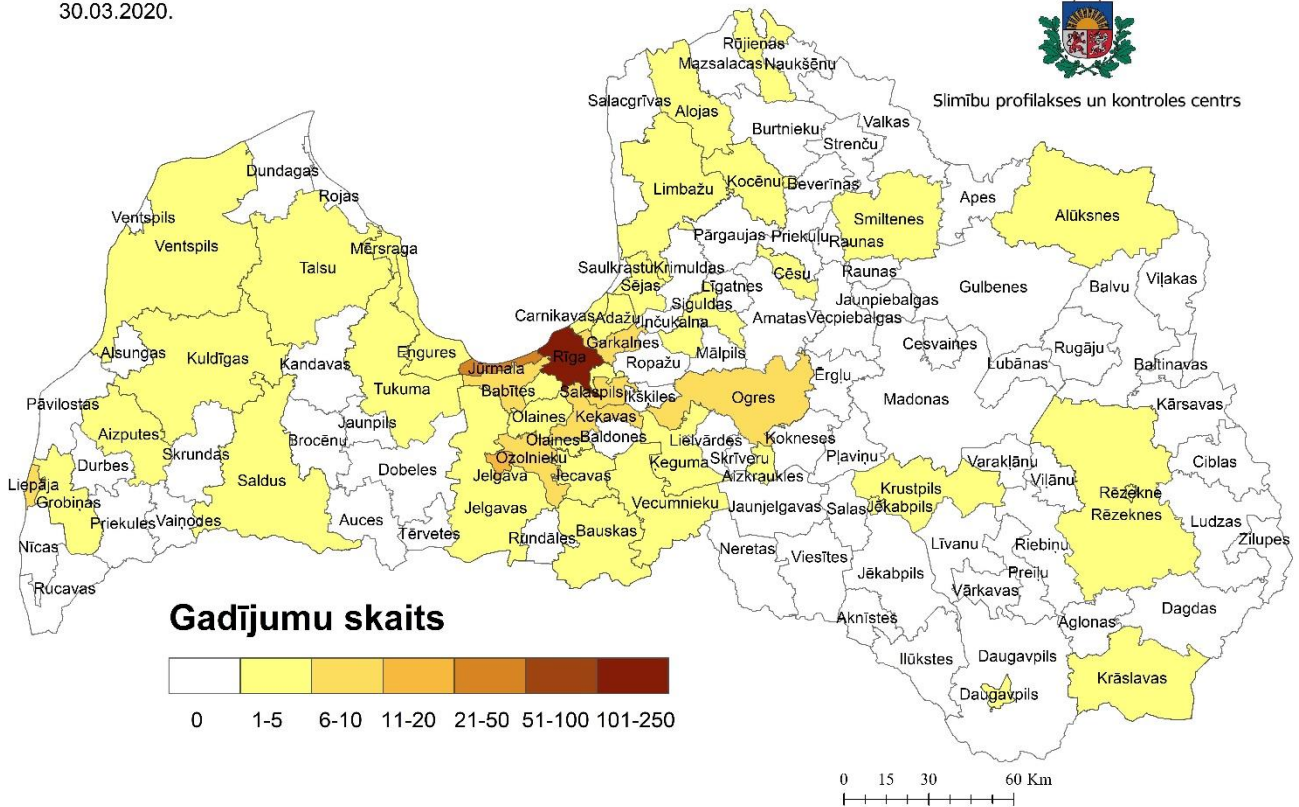 30.03.2020.
Slimību profilakses un kontroles centrs
Rūjienas
Mazsalacas
Naukšēnu
Salacgrīvas
Alojas
Valkas
Burtnieku
Strenču
Dundagas
Limbažu
Kocēnu
Beverīnas
Rojas
Apes
Ventspils
Smiltenes
Alūksnes
Ventspils
Pārgaujas
Priekuļu
Raunas
Mērsraga
Talsu
Saulkrastu
Krimuldas
Cēsu
Raunas
Sējas
Līgatnes
Gulbenes
Balvu
Viļakas
Siguldas
Jaunpiebalgas
Carnikavas
Ādažu
Inčukalna
Amatas
Vecpiebalgas
Garkalnes
Cesvaines
Rugāju
Alsungas
Kuldīgas
Engures
Rīga
Mālpils
Kandavas
Jūrmala
Ropažu
Lubānas
Baltinavas
Ērgļu
Tukuma
Babītes
Salaspils
Ikšķiles
Ogres
Madonas
Kārsavas
Pāvilostas
Aizputes
Jaunpils
Olaines
Ķekavas
Brocēnu
Olaines
Baldones
Lielvārdes
Kokneses
Skrundas
Ozolnieku
Skrīveru
Pļaviņu
Varakļānu
Ciblas
Durbes
Dobeles
Ķeguma
Liepāja
Saldus
Jelgava
Iecavas
Aizkraukles
Viļānu
Krustpils
Rēzekne
Grobiņas
Vecumnieku
Jēkabpils
Jelgavas
Jaunjelgavas
Salas
Rēzeknes
Priekules
Vaiņodes
Auces
Ludzas
Tērvetes
Rundāles
Bauskas
Zilupes
Nīcas
Neretas
Līvānu
Riebiņu
Viesītes
Jēkabpils
Preiļu
Rucavas
Vārkavas
Dagdas
Aknīstes
Aglonas
Ilūkstes
Daugavpils
Krāslavas
Daugavpils
Gadījumu skaits
0 1-5 6-10 11-20 21-50 51-100 101-250
0 15 30 60 Km